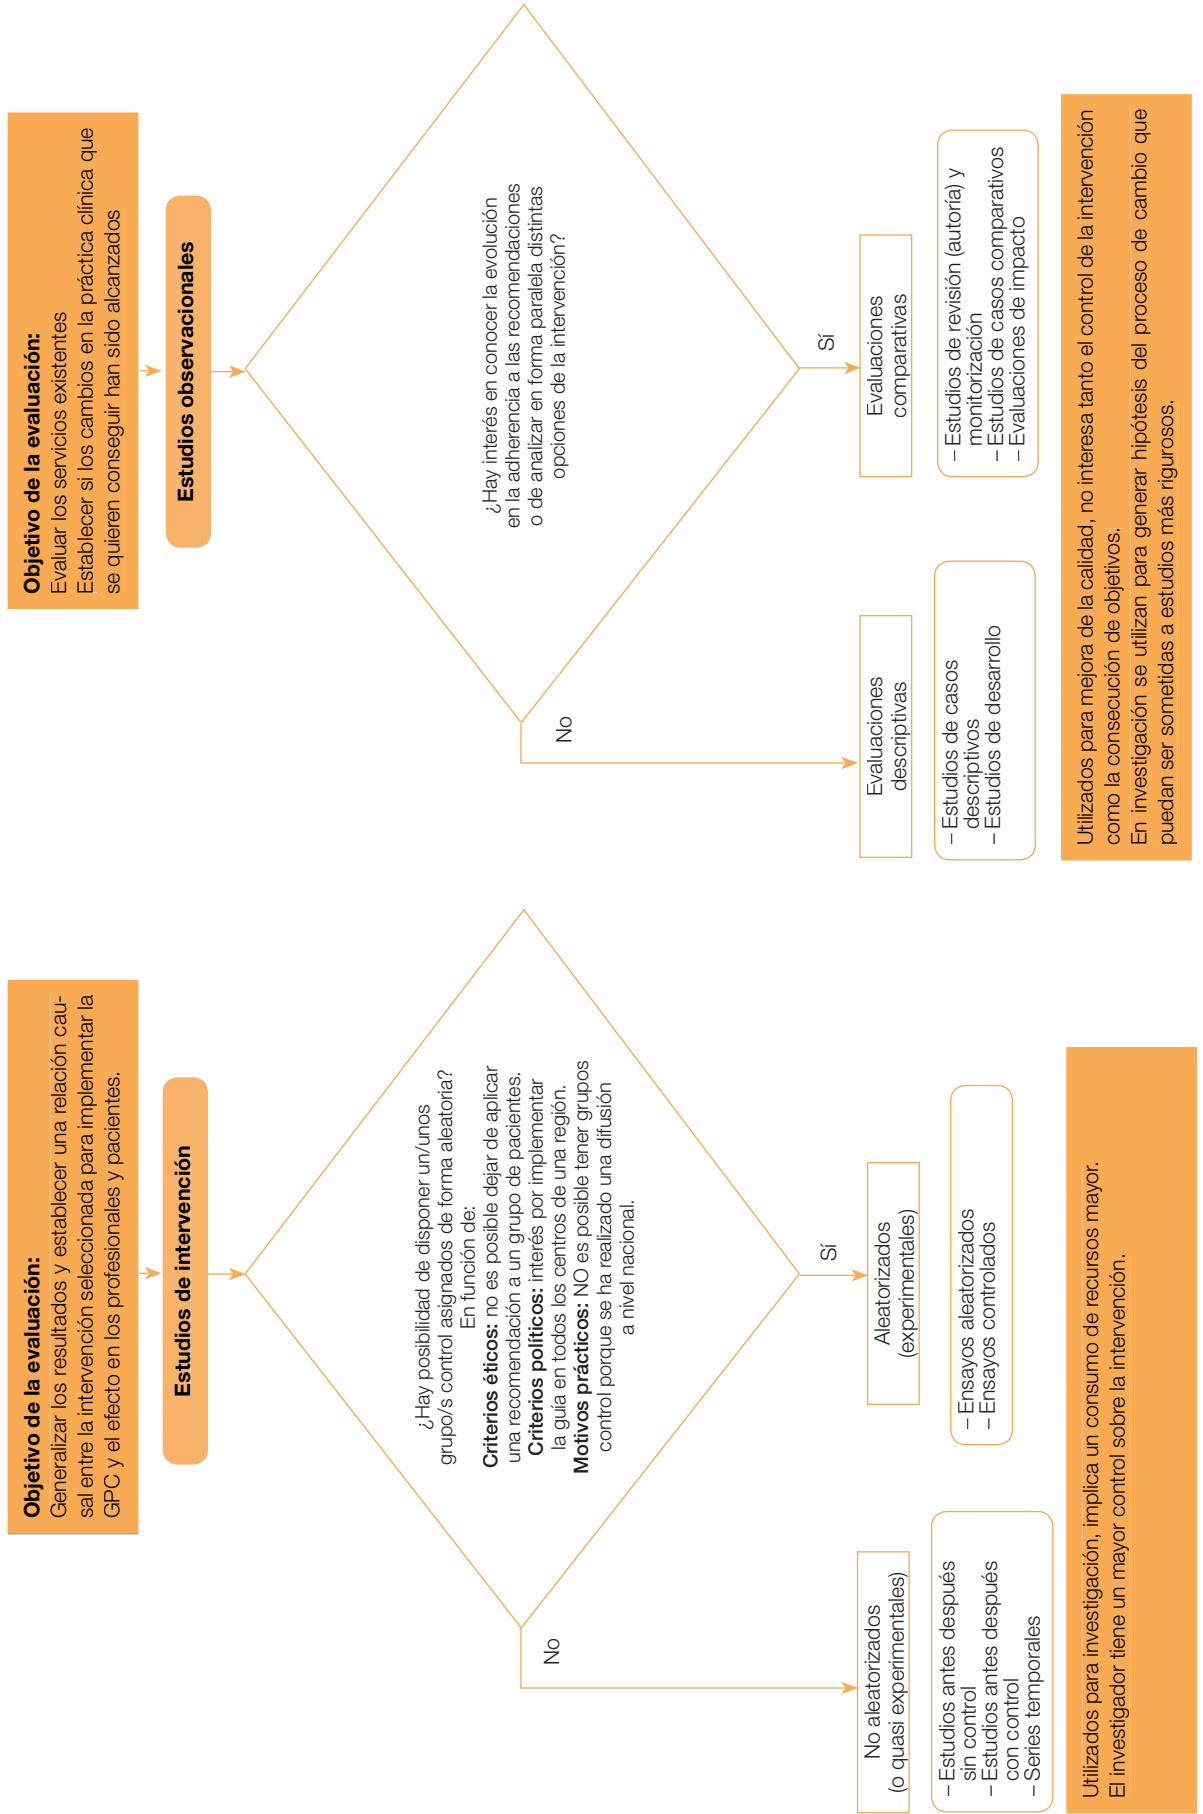 Objetivo de la evaluación:
Generalizar los resultados y establecer una relación cau-
sal entre la intervención seleccionada para implementar la
GPC y el efecto en los profesionales y pacientes.
Estudios de intervención
¿Hay posibilidad de disponer un/unos
grupo/s control asignados de forma aleatoria?
En función de:
Criterios éticos: no es posible dejar de aplicar
una recomendación a un grupo de pacientes.
Criterios políticos: interés por implementar
la guía en todos los centros de una región.
Motivos prácticos: NO es posible tener grupos
control porque se ha realizado una difusión
a nivel nacional.
No
Sí
No aleatorizados
(o quasi experimentales)
– Estudios antes después
sin control
– Estudios antes después
con control
– Series temporales
Aleatorizados
(experimentales)
– Ensayos aleatorizados
– Ensayos controlados
Utilizados para investigación, implica un consumo de recursos mayor.
El investigador tiene un mayor control sobre la intervención.
Objetivo de la evaluación:
Evaluar los servicios existentes
Establecer si los cambios en la práctica clínica que
se quieren conseguir han sido alcanzados
Estudios observacionales
¿Hay interés en conocer la evolución
en la adherencia a las recomendaciones
o de analizar en forma paralela distintas
opciones de la intervención?
No
Sí
Evaluaciones
descriptivas
– Estudios de casos
descriptivos
– Estudios de desarrollo
Evaluaciones
comparativas
– Estudios de revisión (autoría) y
monitorización
– Estudios de casos comparativos
– Evaluaciones de impacto
Utilizados para mejora de la calidad, no interesa tanto el control de la intervención
como la consecución de objetivos.
En investigación se utilizan para generar hipótesis del proceso de cambio que
puedan ser sometidas a estudios más rigurosos.